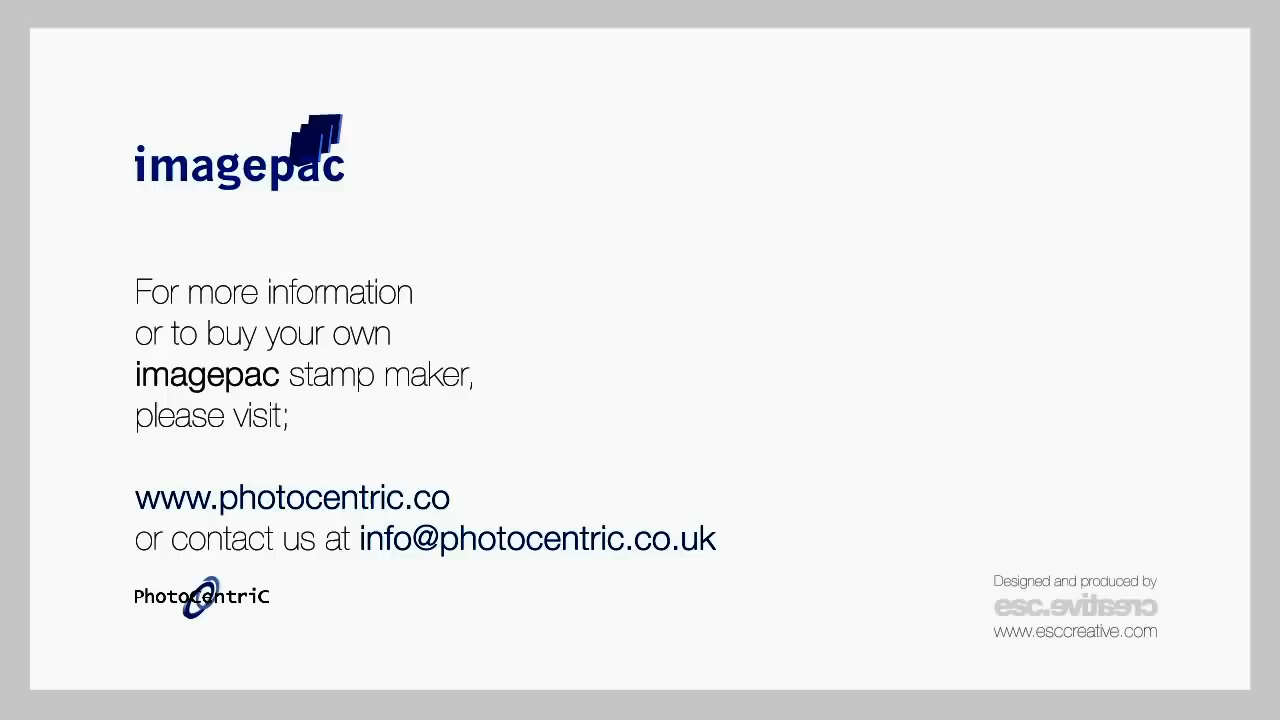 imagepac
For more information
or to buy your own
imagepac stamp maker,
please visit;
www.photocentric.co
or contact us at info@photocentric.co.uk
PhotoCentriC
Designed and produced by
esc.creative
www.esccreative.com